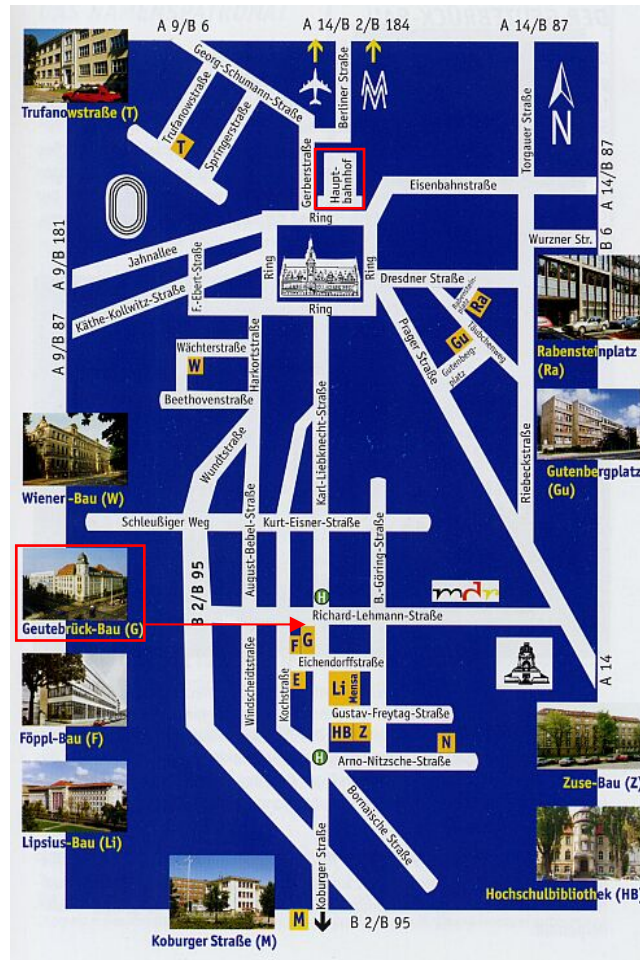 A 9/B 6
A 14/B 2/B 184
A 14/B 87
Trufanowstraße (T)
Georg-Schumann-Straße
Trufanowstraße
Springerstraße
T
Gerberstraße
Berliner Straße
M
N
Torgauer Straße
A 14/B 87
Haupt-
bahnhof
Eisenbahnstraße
Ring
Wurzner Str.
B 6
A 9/B 181
Jahnallee
F.-Ebert-Straße
Ring
Ring
Dresdner Straße
Käthe-Kollwitz-Straße
A 9/B 87
Ring
Ra
Gu
Täubchenweg
Gutenberg-
platz
Prager Straße
Rabensteinplatz
(Ra)
Wächterstraße
W
Harkortstraße
Beethovenstraße
Karl-Liebknecht-Straße
Riebeckstraße
Wundtstraße
Wiener-Bau (W)
Gutenbergplatz
(Gu)
Schleußiger Weg
Kurt-Eisner-Straße
August-Bebel-Straße
B.-Göring-Straße
B 2/B 95
mdr
H
Richard-Lehmann-Straße
Geutebrück-Bau (G)
F
G
Eichendorffstraße
E
Li
Mensa
Windscheidtstraße
Kochstraße
A 14
Gustav-Freytag-Straße
HB
Z
N
Föppl-Bau (F)
H
Arno-Nitzsche-Straße
Zuse-Bau (Z)
Lipsius-Bau (Li)
Bornaische Straße
Koburger Straße
Hochschulbibliothek (HB)
M
B 2/B 95
Koburger Straße (M)